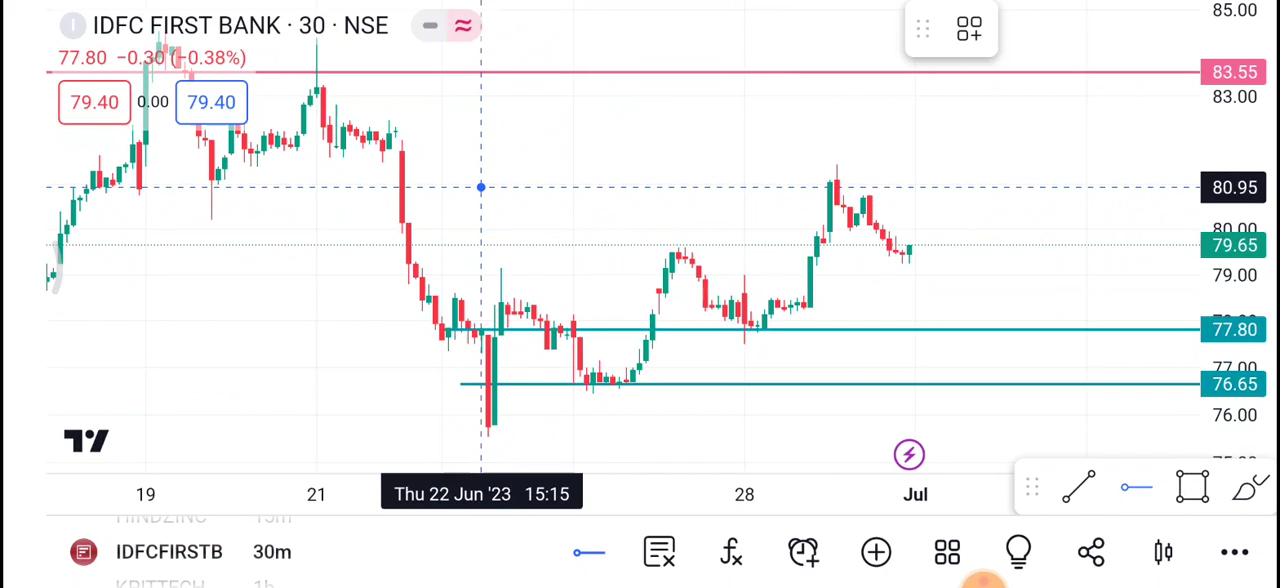 IDFC FIRST BANK · 30 · NSE
77.80 −0.30 (−0.38%)
79.40 0.00 79.40
85.00
83.55
83.00
80.95
80.00
79.65
79.00
77.80
77.00
76.65
76.00
19 21 Thu 22 Jun '23 15:15 28 Jul
IDFCFIRSTB 30m